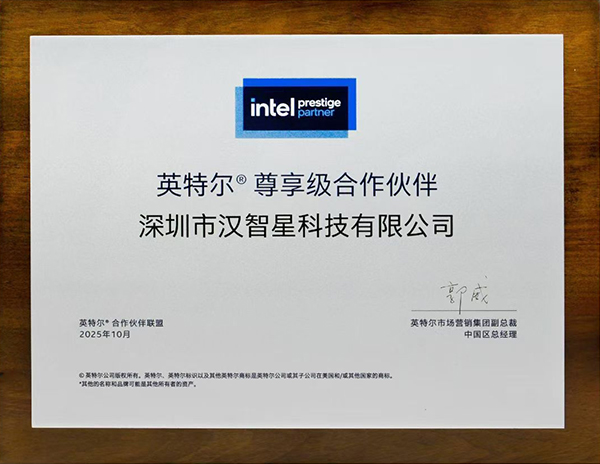 intel prestige
partner
英特尔® 尊享级合作伙伴
深圳市汉智星科技有限公司
郭威
英特尔® 合作伙伴联盟
2025年10月
英特尔市场营销集团副总裁
中国区总经理
© 英特尔公司版权所有。英特尔、英特尔标识以及其他英特尔商标是英特尔公司或其子公司在美国和/或其他国家的商标。
*其他的名称和品牌可能是其他所有者的资产。